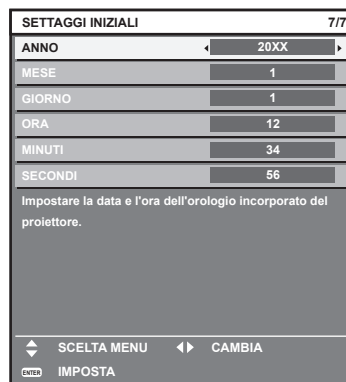 SETTAGGI INIZIALI 7/7
ANNO 20XX
MESE 1
GIORNO 1
ORA 12
MINUTI 34
SECONDI 56
Impostare la data e l'ora dell'orologio incorporato del
proiettore.
SCELTA MENU CAMBIA
ENTER IMPOSTA